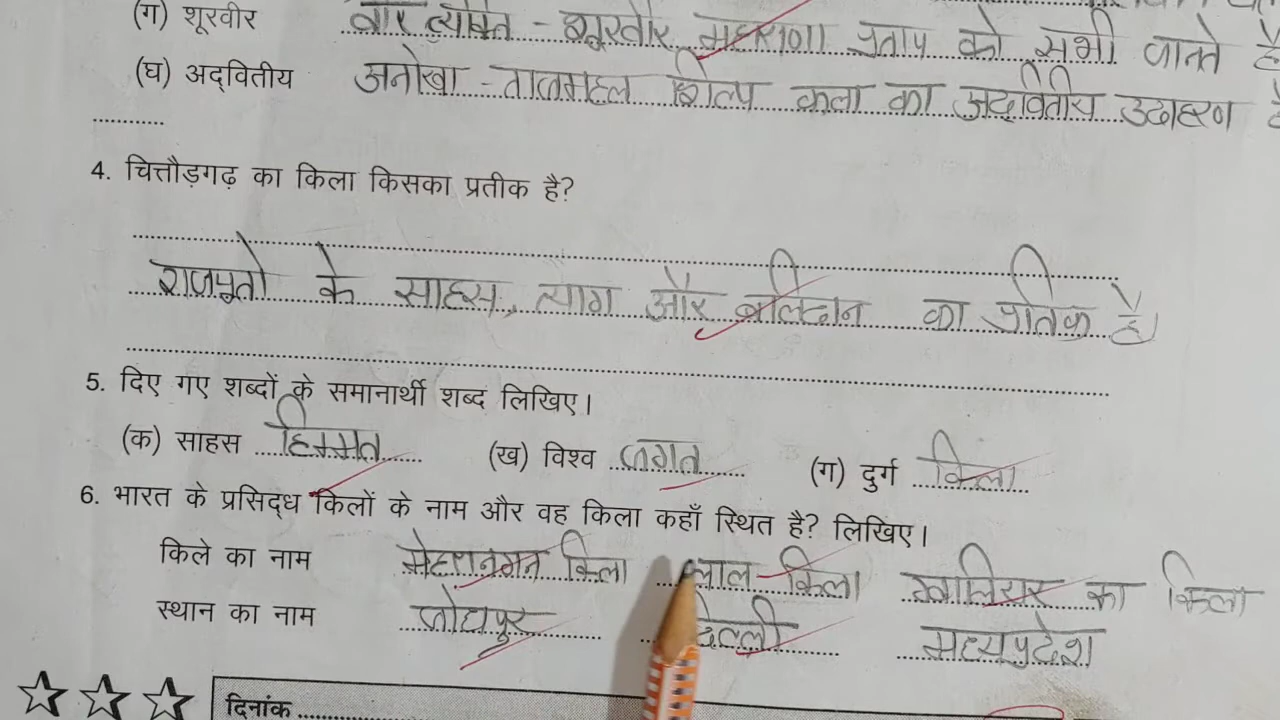 (ग) शूरवीर वीर व्यक्ति - शूरवीर महाराणा प्रताप को सभी जानते है
(घ) अद्‌वितीय अनोखा - ताजमहल शिल्प कला का अद्‌वितीय उदाहरण है
4. चित्तौड़गढ़ का किला किसका प्रतीक है?
राजपूतो के साहस, त्याग और बलिदान का प्रतिक है।
5. दिए गए शब्दों के समानार्थी शब्द लिखिए।
(क) साहस हिम्मत (ख) विश्व जगत (ग) दुर्ग किला
6. भारत के प्रसिद्‌ध किलों के नाम और वह किला कहाँ स्थित है? लिखिए।
किले का नाम किला लाल किला ग्वालियर का किला
स्थान का नाम जोधपुर दिल्ली मध्यप्रदेश
दिनांक